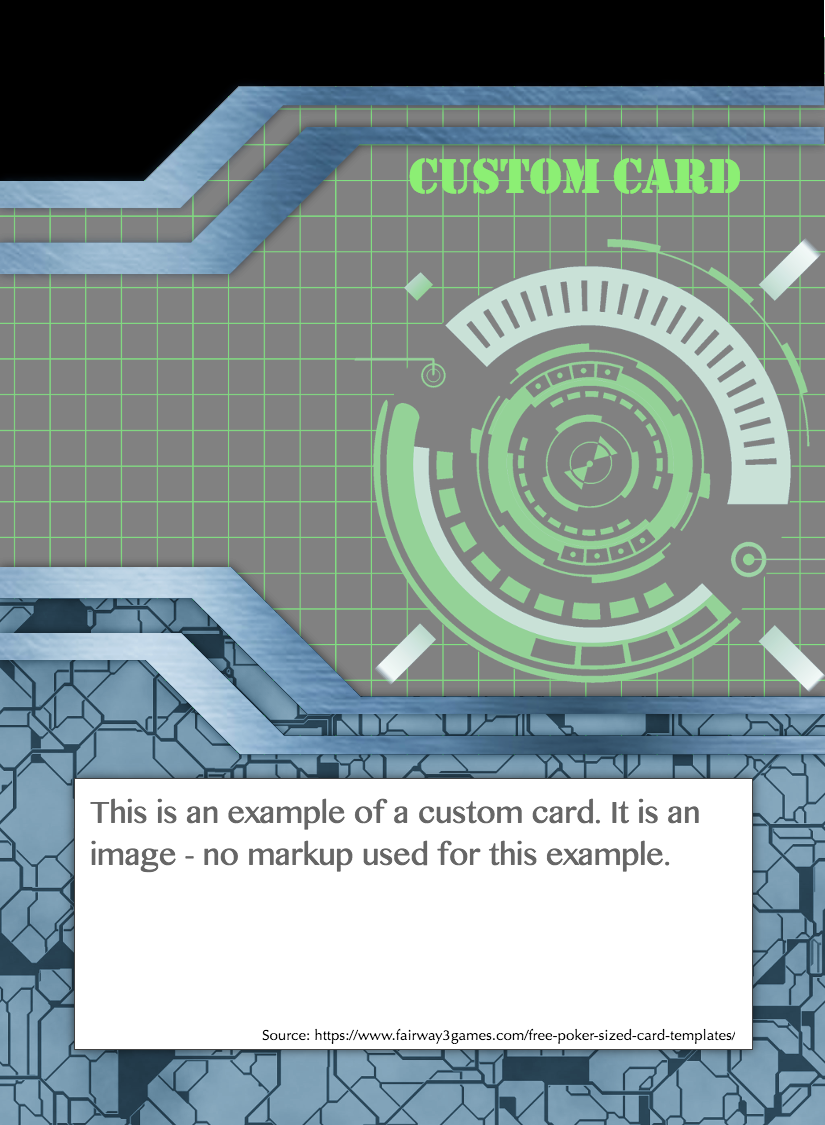 CUSTOM CARD
This is an example of a custom card. It is an
image - no markup used for this example.
Source: https://www.fairway3games.com/free-poker-sized-card-templates/